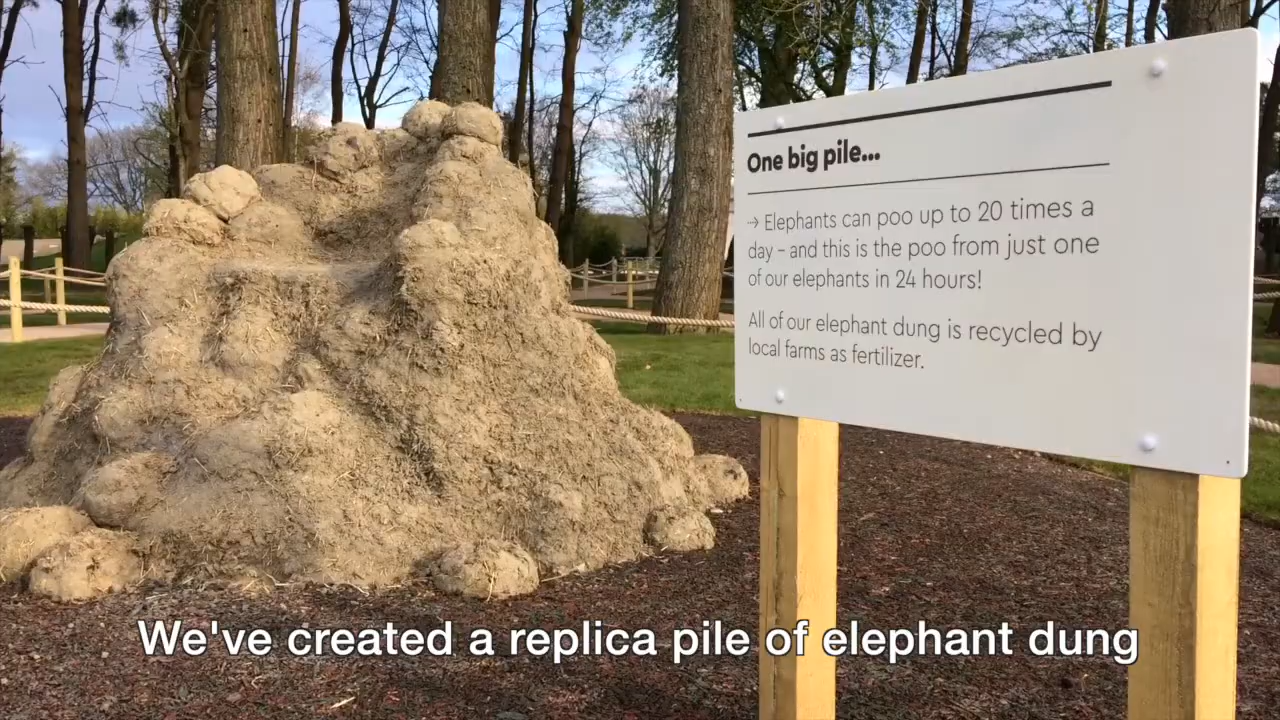 One big pile...
→ Elephants can poo up to 20 times a
day – and this is the poo from just one
of our elephants in 24 hours!
All of our elephant dung is recycled by
local farms as fertilizer.
We've created a replica pile of elephant dung